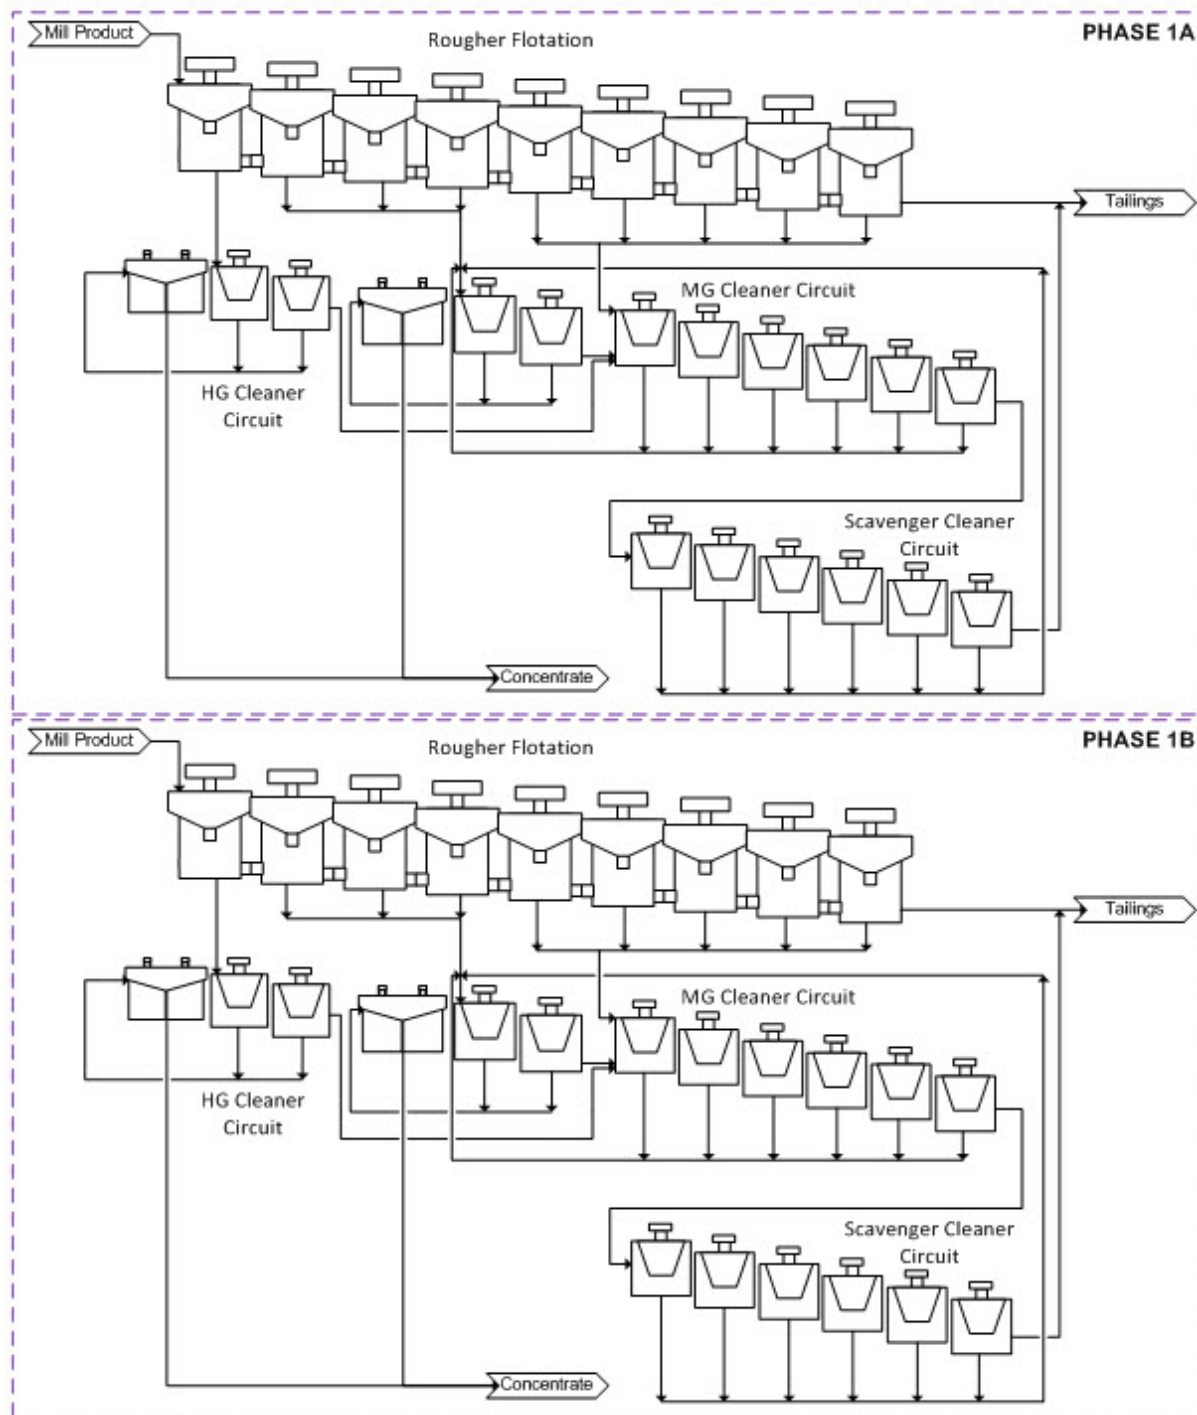 Mill Product
Rougher Flotation
PHASE 1A
Tailings
MG Cleaner Circuit
HG Cleaner
Circuit
Scavenger Cleaner
Circuit
Concentrate
Mill Product
Rougher Flotation
PHASE 1B
Tailings
MG Cleaner Circuit
HG Cleaner
Circuit
Scavenger Cleaner
Circuit
Concentrate